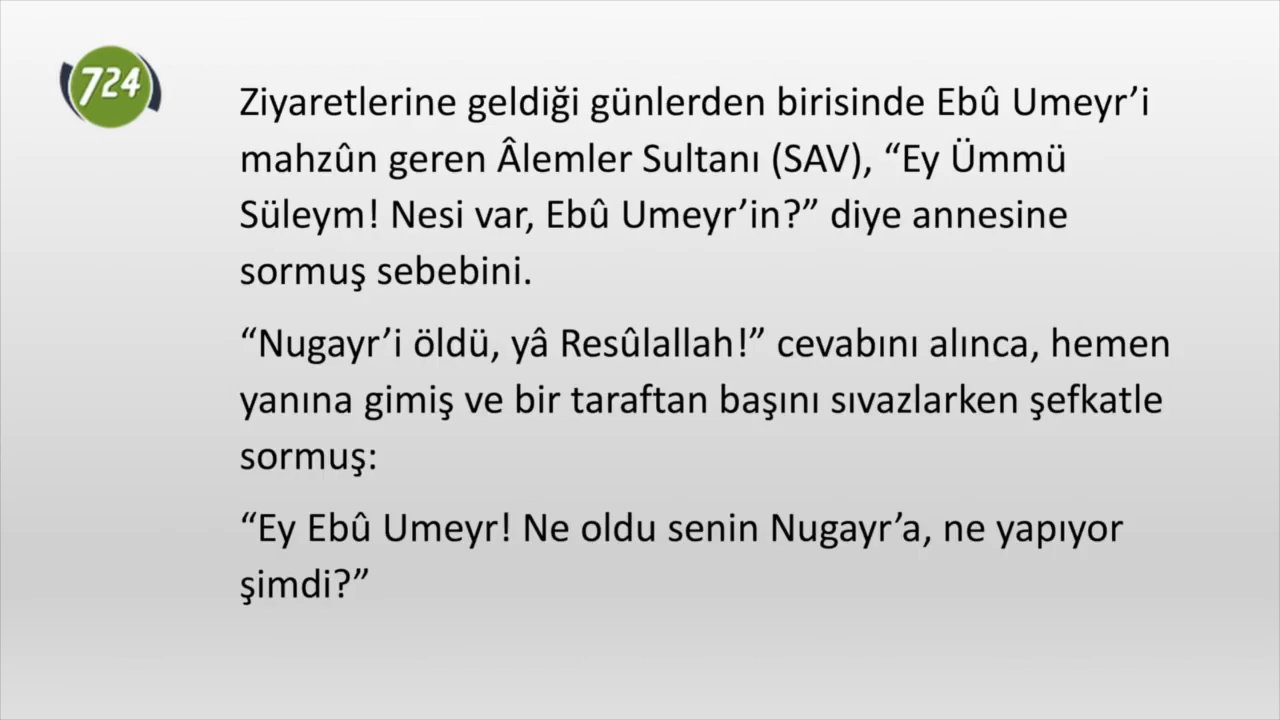 724
Ziyaretlerine geldiği günlerden birisinde Ebû Umeyr’i
mahzûn geren Âlemler Sultanı (SAV), “Ey Ümmü
Süleym! Nesi var, Ebû Umeyr’in?” diye annesine
sormuş sebebini.
“Nugayr’i öldü, yâ Resûlallah!” cevabını alınca, hemen
yanına gimiş ve bir taraftan başını sıvazlarken şefkatle
sormuş:
“Ey Ebû Umeyr! Ne oldu senin Nugayr’a, ne yapıyor
şimdi?”